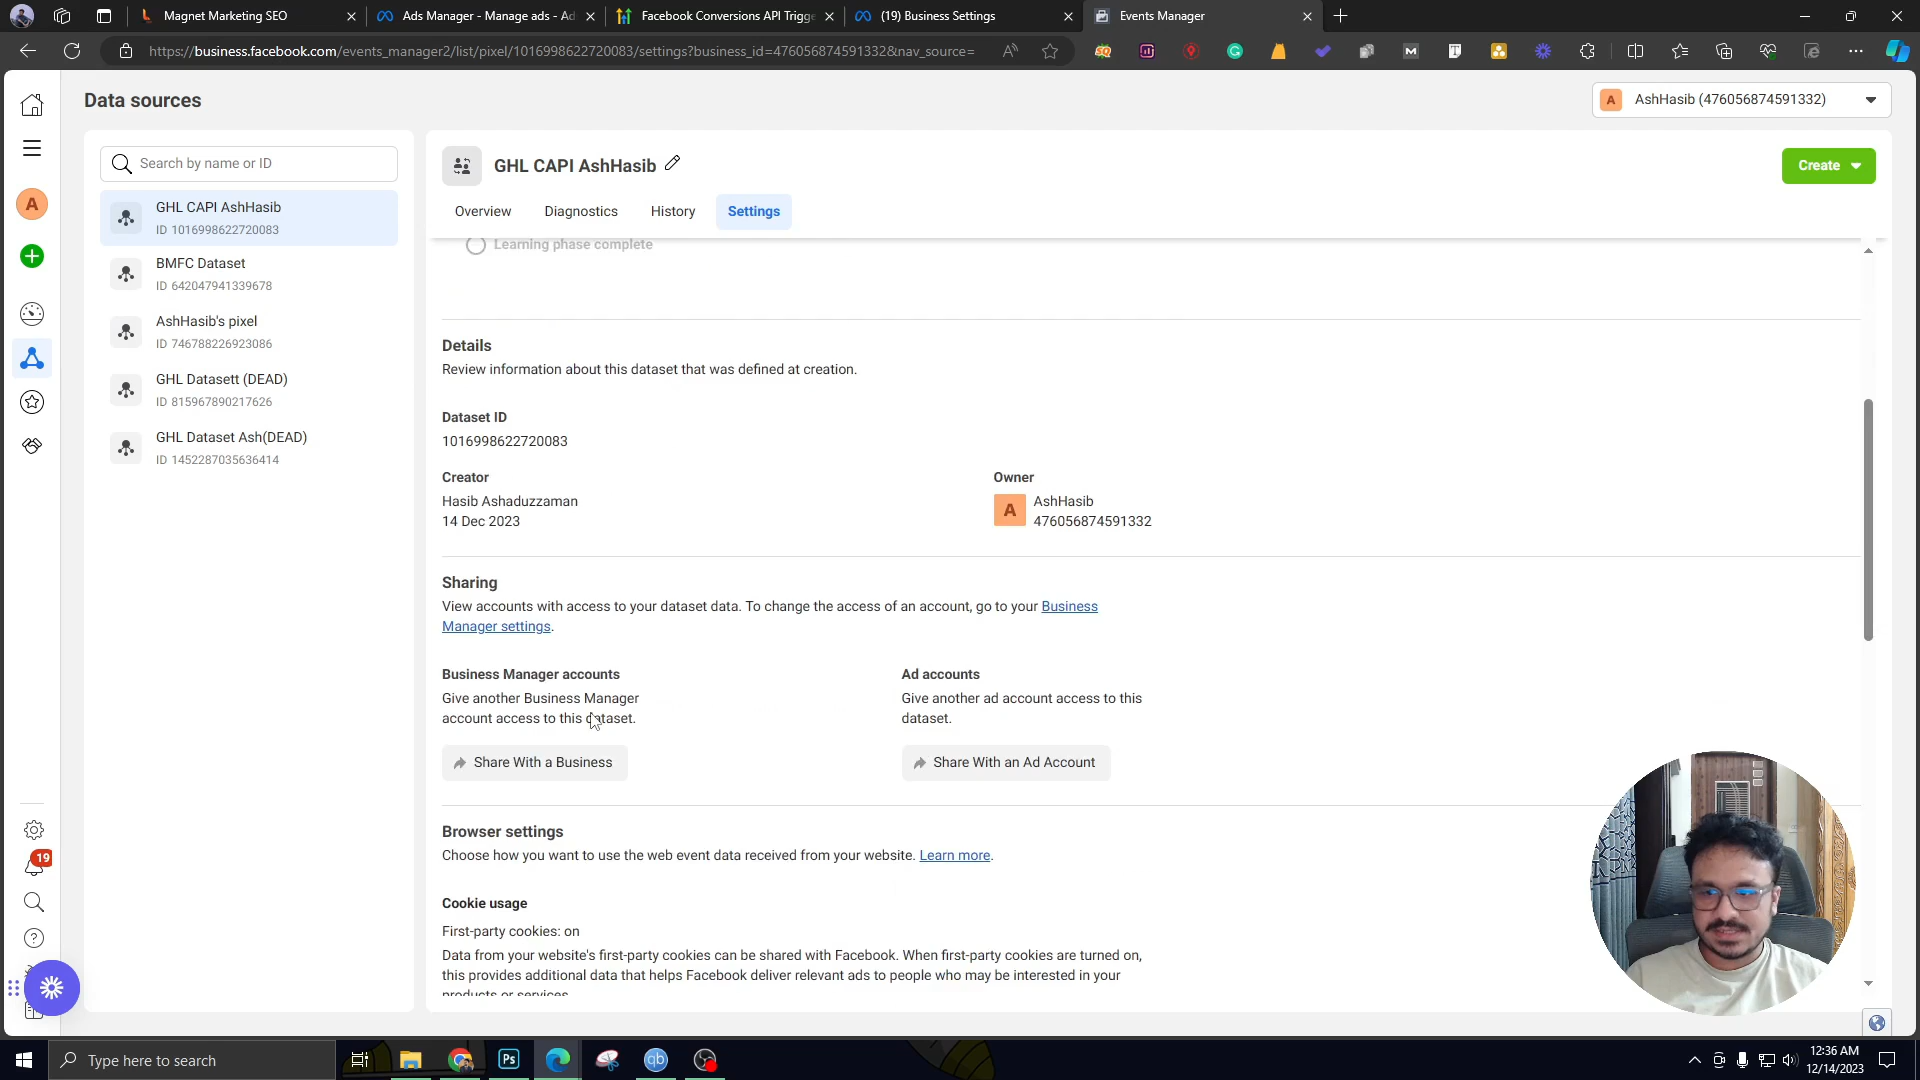 Magnet Marketing SEO
Ads Manager - Manage ads - Ad
Facebook Conversions API Trigge
(19) Business Settings
Events Manager
https://business.facebook.com/events_manager2/list/pixel/1016998622720083/settings?business_id=476056874591332&nav_source=
Data sources
A AshHasib (476056874591332)
Search by name or ID
GHL CAPI AshHasib
ID 1016998622720083
BMFC Dataset
ID 642047941339678
AshHasib's pixel
ID 746788226923086
GHL Datasett (DEAD)
ID 815967890217626
GHL Dataset Ash(DEAD)
ID 1452287035636414
A
19
GHL CAPI AshHasib
Create
Overview
Diagnostics
History
Settings
Learning phase complete
Details
Review information about this dataset that was defined at creation.
Dataset ID
1016998622720083
Creator
Hasib Ashaduzzaman
14 Dec 2023
Owner
A
AshHasib
476056874591332
Sharing
View accounts with access to your dataset data. To change the access of an account, go to your Business
Manager settings.
Business Manager accounts
Give another Business Manager
account access to this dataset.
Share With a Business
Ad accounts
Give another ad account access to this
dataset.
Share With an Ad Account
Browser settings
Choose how you want to use the web event data received from your website. Learn more.
Cookie usage
First-party cookies: on
Data from your website's first-party cookies can be shared with Facebook. When first-party cookies are turned on,
this provides additional data that helps Facebook deliver relevant ads to people who may be interested in your
products or services.
Type here to search
Ps
qb
12:36 AM
12/14/2023